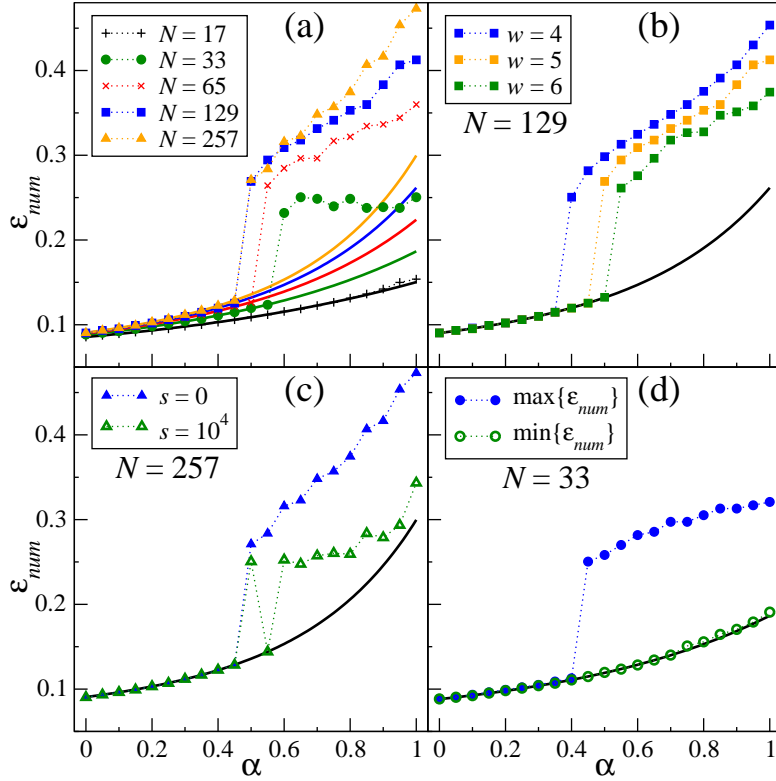 (a)
N = 17
N = 33
N = 65
N = 129
N = 257
ε_num
0.4
0.3
0.2
0.1
(b)
w = 4
w = 5
w = 6
N = 129
(c)
s = 0
s = 10^4
N = 257
ε_num
0.4
0.3
0.2
0.1
0 0.2 0.4 0.6 0.8 1
α
(d)
max{ε_num}
min{ε_num}
N = 33
0 0.2 0.4 0.6 0.8 1
α